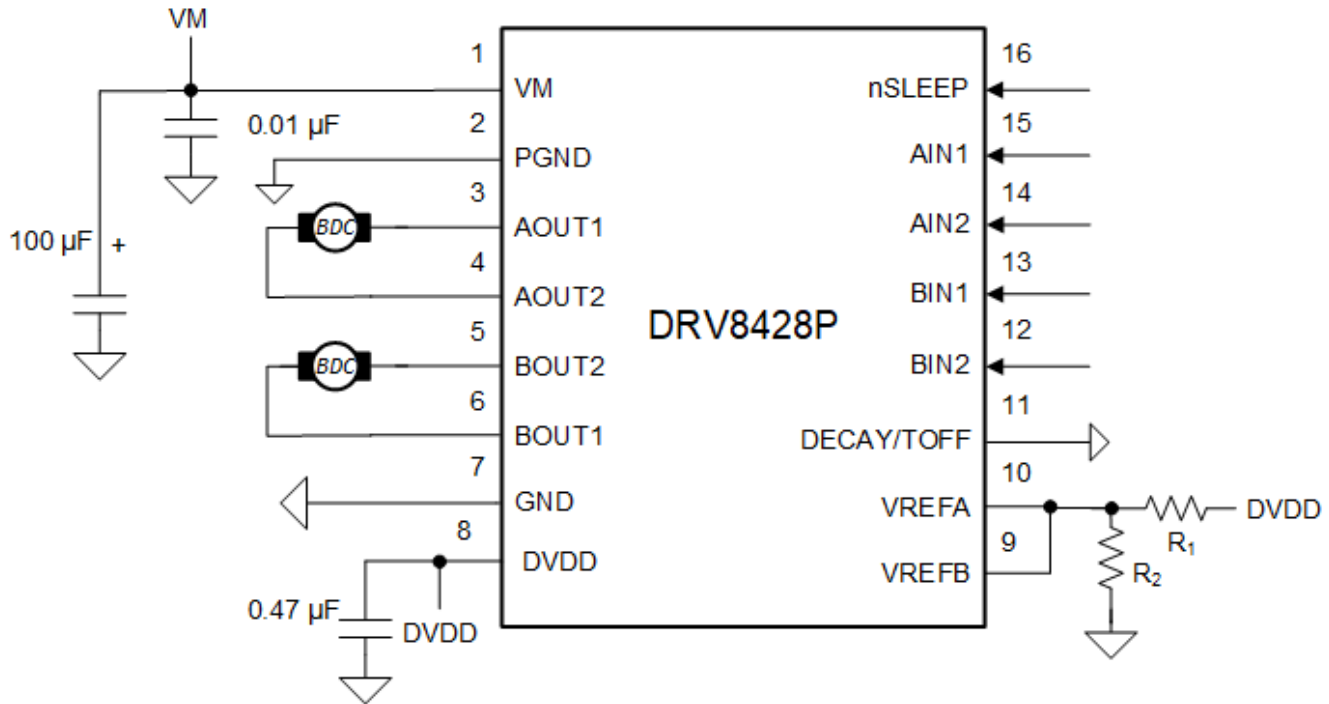 VM
1
16
VM
nSLEEP
0.01 µF
2
15
PGND
AIN1
3
14
BDC
AOUT1
AIN2
100 µF +
4
13
AOUT2
BIN1
DRV8428P
5
12
BDC
BOUT2
BIN2
6
11
BOUT1
DECAY/TOFF
7
10
GND
VREFA
DVDD
8
9
R1
DVDD
VREFB
R2
0.47 µF
DVDD